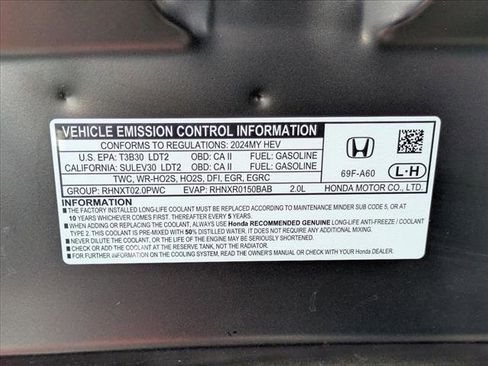 VEHICLE EMISSION CONTROL INFORMATION
CONFORMS TO REGULATIONS: 2024MY HEV
U.S. EPA: T3B30 LDT2 OBD: CA II FUEL: GASOLINE
CALIFORNIA: SULEV30 LDT2 OBD: CA II FUEL: GASOLINE
TWC, WR-HO2S, HO2S, DFI, EGR, EGRC
69F-A60 L·H
GROUP: RHNXT02.0PWC EVAP: RHNXR0150BAB 2.0L HONDA MOTOR CO., LTD.
INFORMATION
■ THE FACTORY INSTALLED LONG-LIFE COOLANT SHOULD BE REPLACED ACCORDING TO MAINTENANCE MINDER SUB CODE 5, OR AT
10 YEARS WHICHEVER COMES FIRST. THEREAFTER EVERY 5 YEARS.
■ WHEN ADDING OR REPLACING THE COOLANT, ALWAYS USE Honda RECOMMENDED GENUINE LONG-LIFE ANTI-FREEZE / COOLANT
TYPE 2. THIS COOLANT IS PRE-MIXED WITH 50% DISTILLED WATER, IT DOES NOT REQUIRE ANY ADDITIONAL MIXING.
■ NEVER DILUTE THE COOLANT, OR THE LIFE OF THE ENGINE MAY BE SERIOUSLY SHORTENED.
■ CHECK OR ADD THE COOLANT AT THE RESERVE TANK, NOT THE RADIATOR.
■ FOR FURTHER INFORMATION ON THE COOLING SYSTEM, READ THE OWNER'S MANUAL OR CHECK WITH YOUR Honda DEALER.